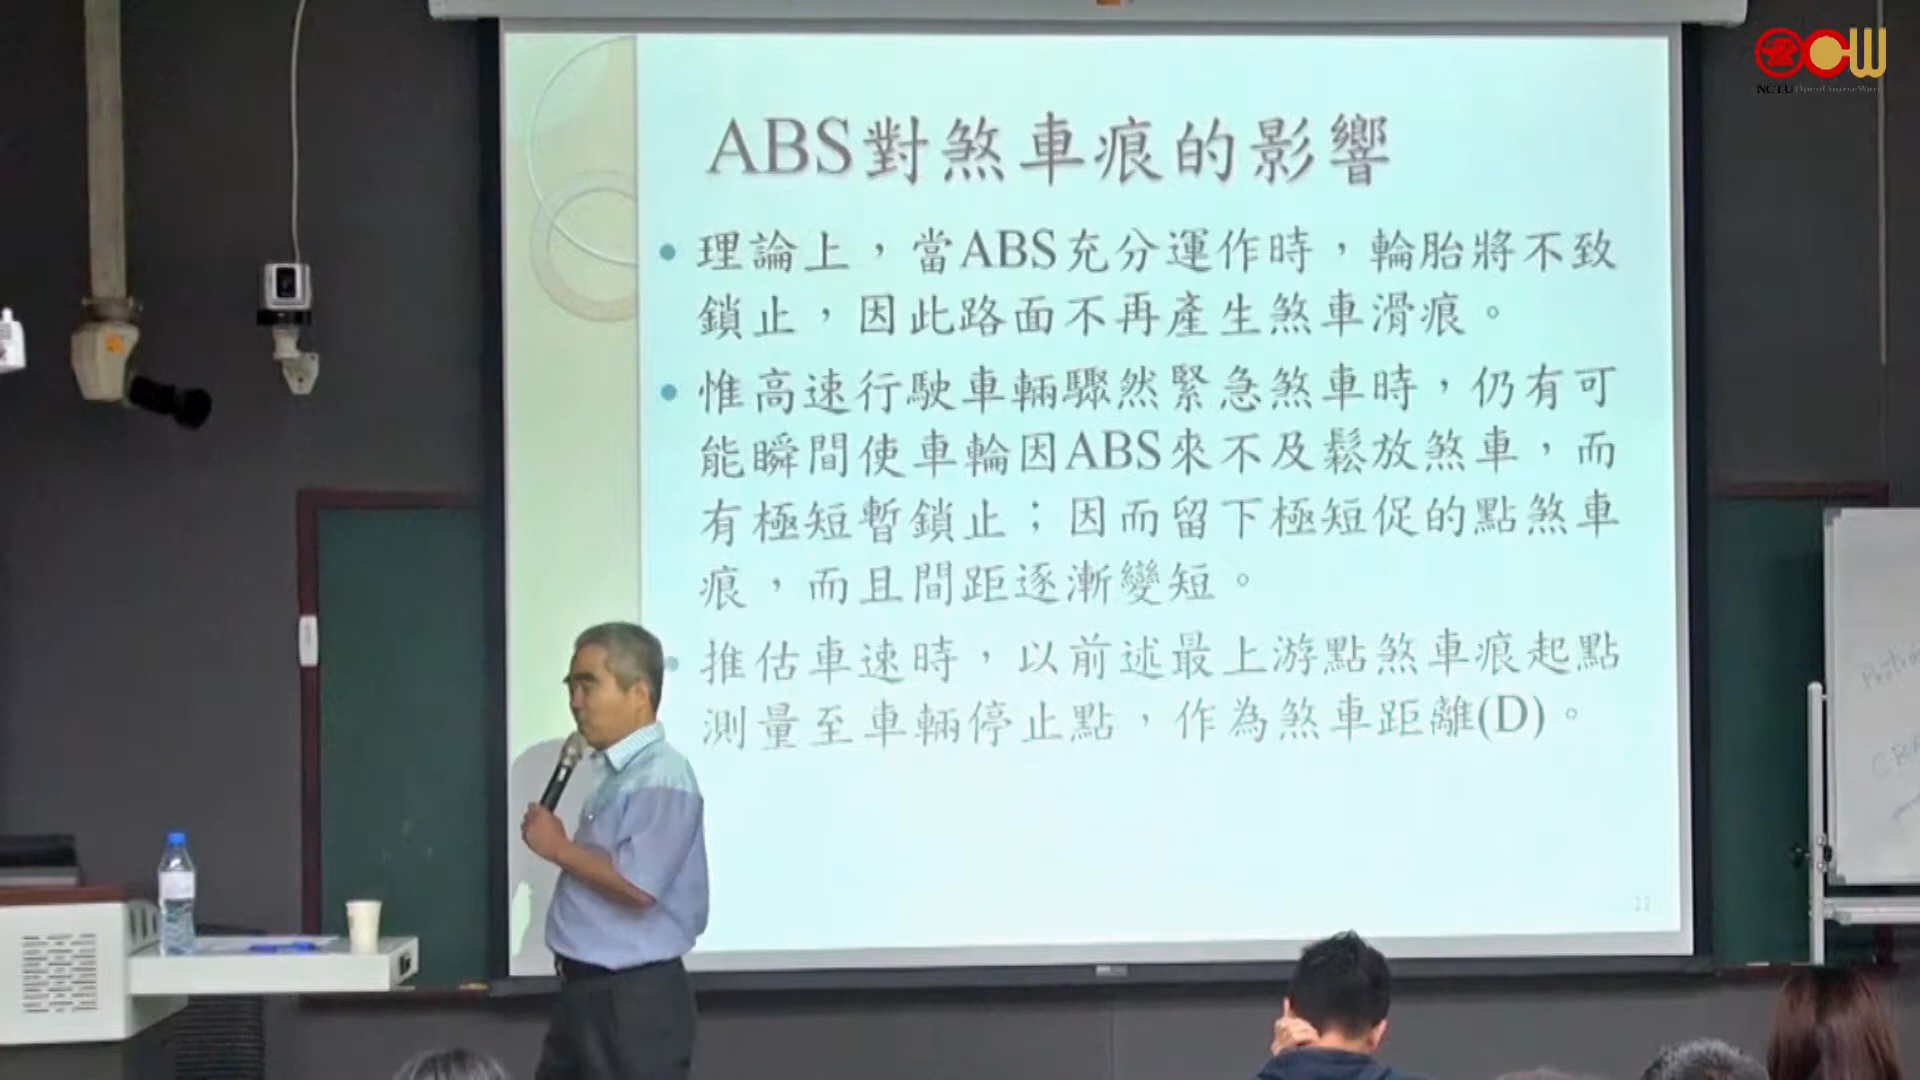 NCTU OpenCourseWare
ABS對煞車痕的影響
理論上，當ABS充分運作時，輪胎將不致
鎖止，因此路面不再產生煞車滑痕。
惟高速行駛車輛驟然緊急煞車時，仍有可
能瞬間使車輪因ABS來不及鬆放煞車，而
有極短暫鎖止；因而留下極短促的點煞車
痕，而且間距逐漸變短。
推估車速時，以前述最上游點煞車痕起點
測量至車輛停止點，作為煞車距離(D)。